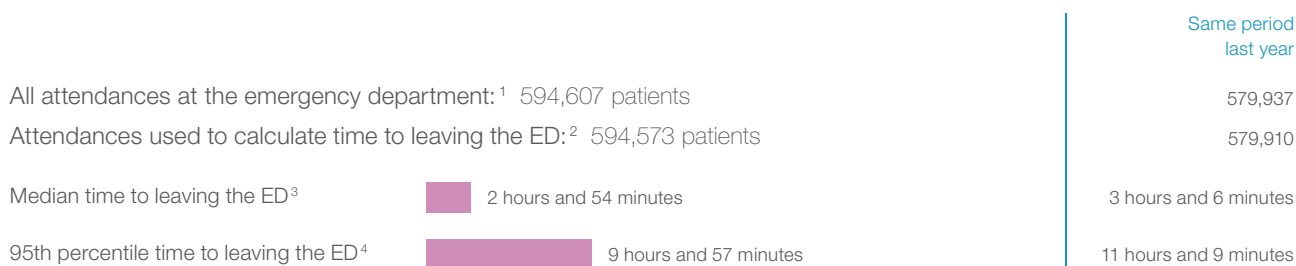 Same period
last year
All attendances at the emergency department: 1 594,607 patients 579,937
Attendances used to calculate time to leaving the ED: 2 594,573 patients 579,910
Median time to leaving the ED 3 2 hours and 54 minutes 3 hours and 6 minutes
95th percentile time to leaving the ED 4 9 hours and 57 minutes 11 hours and 9 minutes